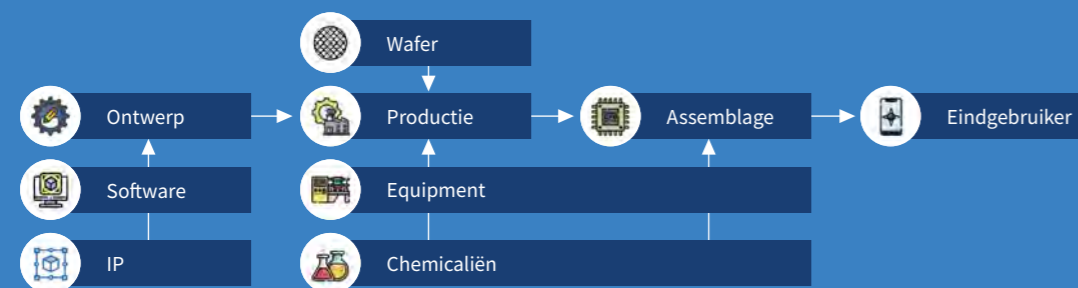 Wafer
Ontwerp
Productie
Assemblage
Eindgebruiker
Software
Equipment
IP
Chemicaliën